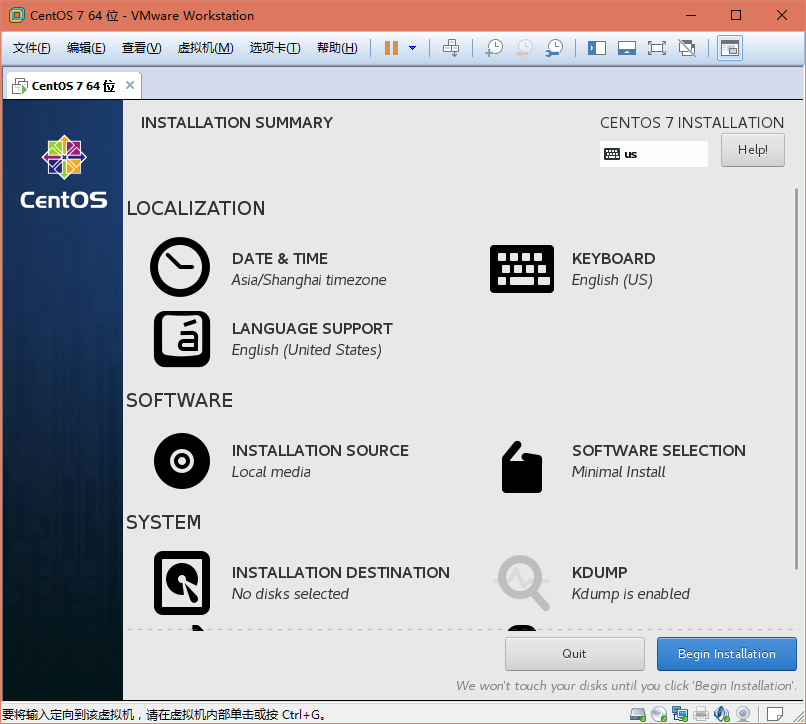 CentOS 7 64 位 - VMware Workstation
文件(F) 编辑(E) 查看(V) 虚拟机(M) 选项卡(T) 帮助(H)
CentOS 7 64 位
INSTALLATION SUMMARY
CENTOS 7 INSTALLATION
us
Help!
CentOS
LOCALIZATION
DATE & TIME
Asia/Shanghai timezone
KEYBOARD
English (US)
LANGUAGE SUPPORT
English (United States)
SOFTWARE
INSTALLATION SOURCE
Local media
SOFTWARE SELECTION
Minimal Install
SYSTEM
INSTALLATION DESTINATION
No disks selected
KDUMP
Kdump is enabled
Quit
Begin Installation
We won't touch your disks until you click 'Begin Installation'.
要将输入定向到该虚拟机，请在虚拟机内部单击或按 Ctrl+G。